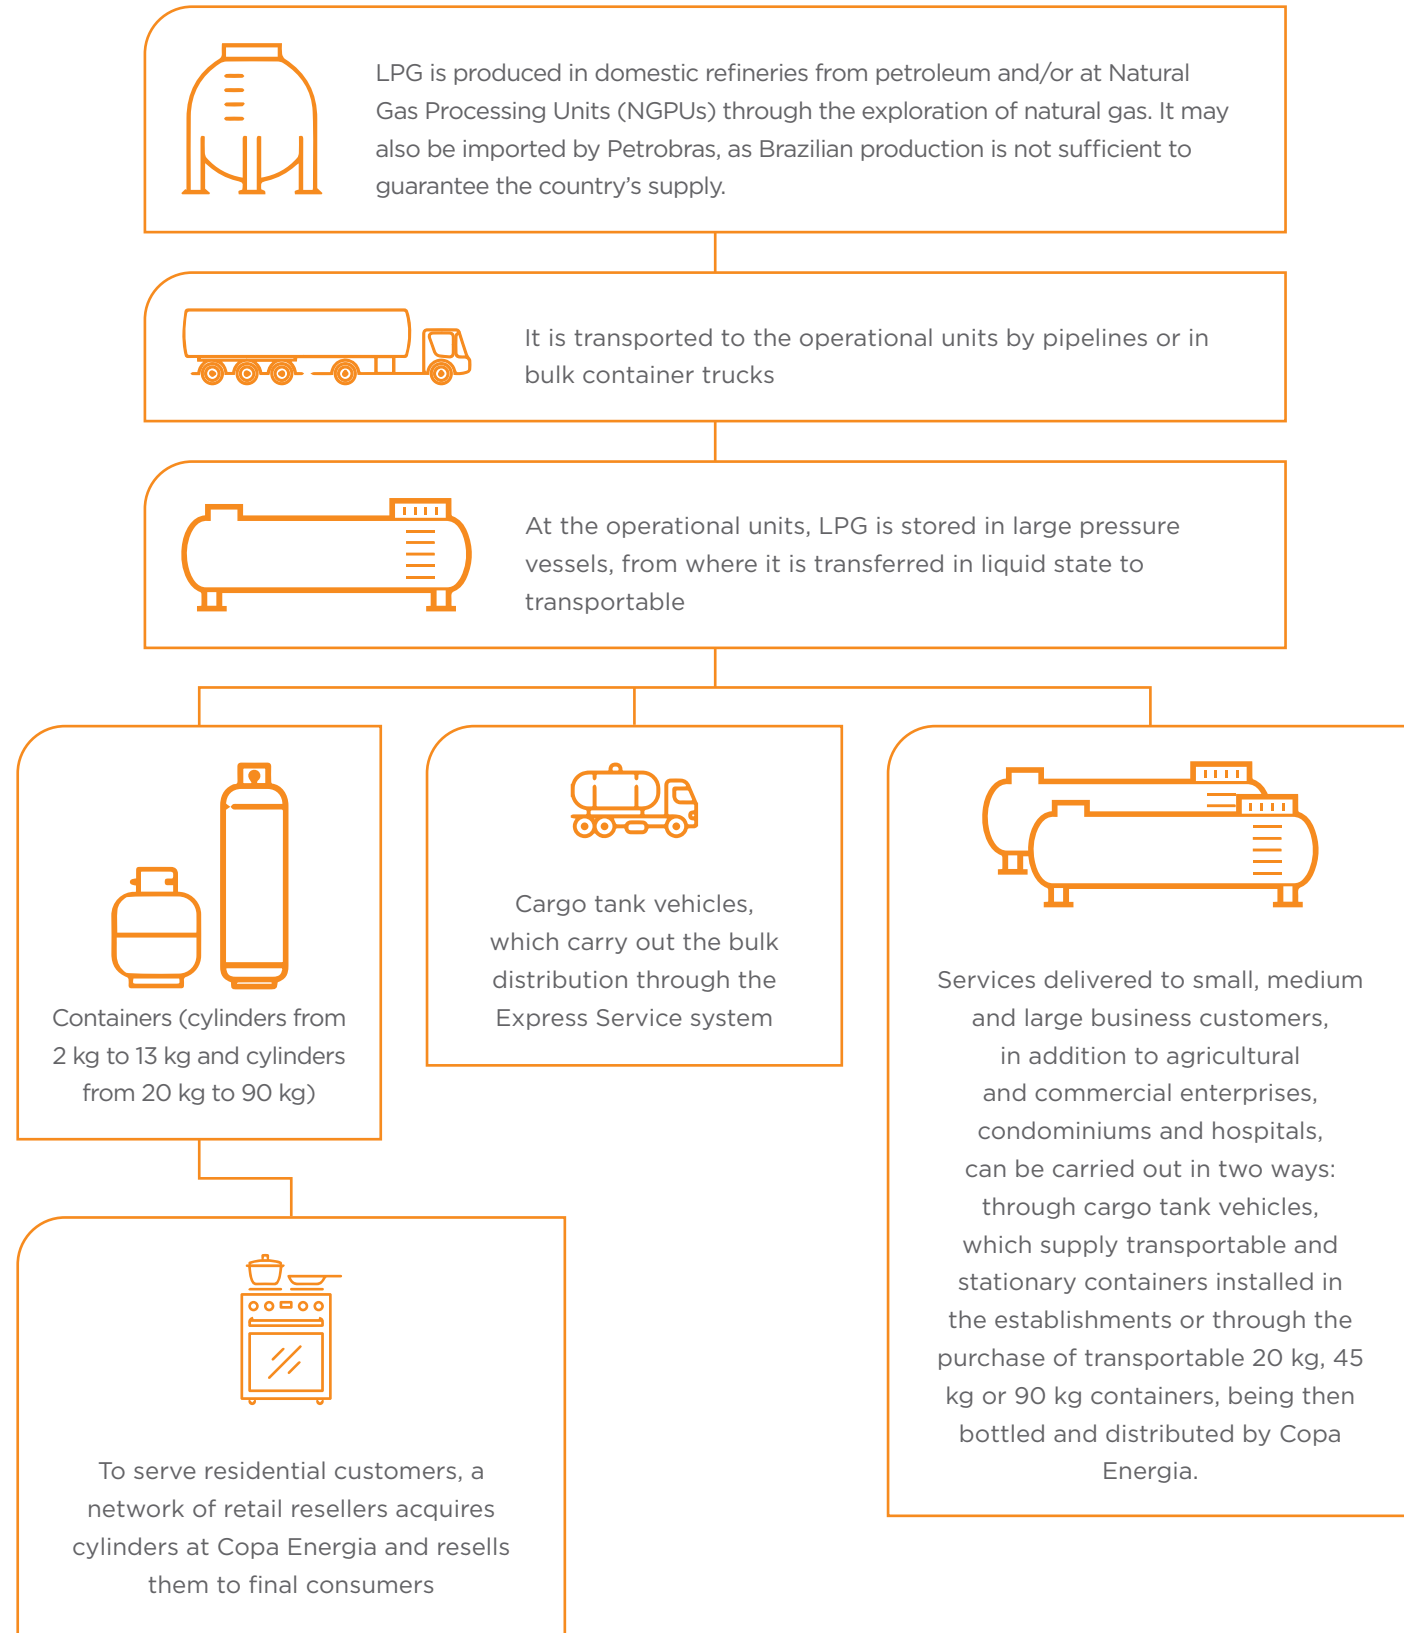 LPG is produced in domestic refineries from petroleum and/or at Natural
Gas Processing Units (NGPUs) through the exploration of natural gas. It may
also be imported by Petrobras, as Brazilian production is not sufficient to
guarantee the country’s supply.
It is transported to the operational units by pipelines or in
bulk container trucks
At the operational units, LPG is stored in large pressure
vessels, from where it is transferred in liquid state to
transportable
Containers (cylinders from
2 kg to 13 kg and cylinders
from 20 kg to 90 kg)
Cargo tank vehicles,
which carry out the bulk
distribution through the
Express Service system
Services delivered to small, medium
and large business customers,
in addition to agricultural
and commercial enterprises,
condominiums and hospitals,
can be carried out in two ways:
through cargo tank vehicles,
which supply transportable and
stationary containers installed in
the establishments or through the
purchase of transportable 20 kg, 45
kg or 90 kg containers, being then
bottled and distributed by Copa
Energia.
To serve residential customers, a
network of retail resellers acquires
cylinders at Copa Energia and resells
them to final consumers